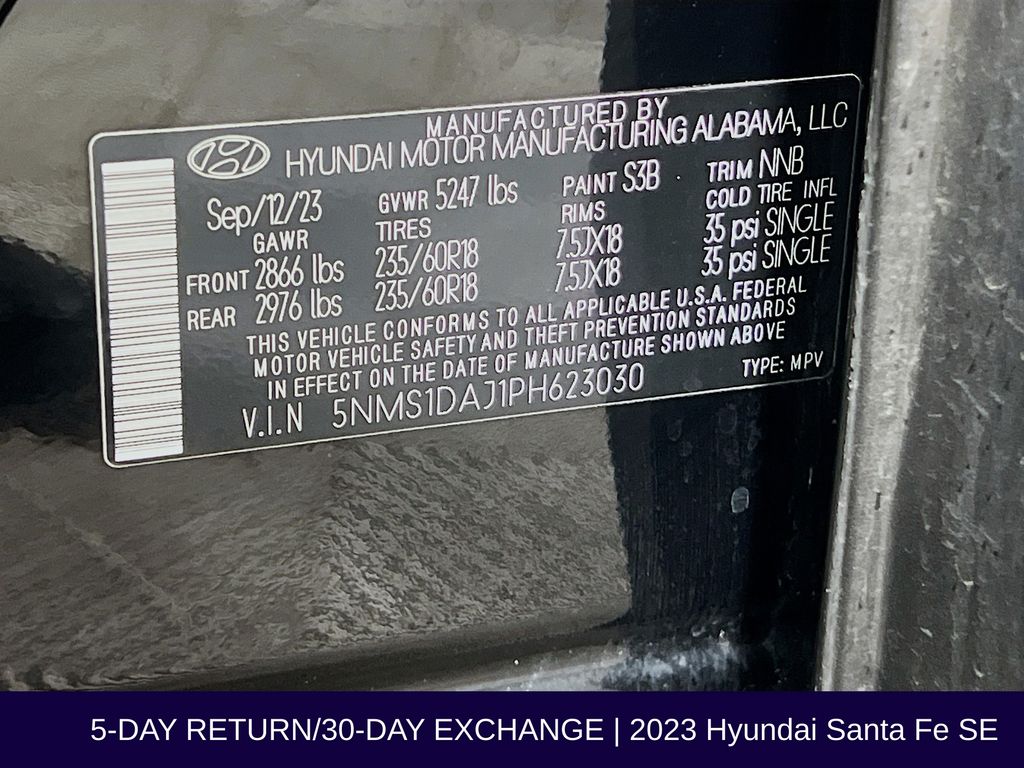 MANUFACTURED BY
HYUNDAI MOTOR MANUFACTURING ALABAMA, LLC
Sep/12/23 GVWR 5247 lbs PAINT S3B TRIM NNB
GAWR TIRES RIMS COLD TIRE INFL
FRONT 2866 lbs 235/60R18 7.5JX18 35 psi SINGLE
REAR 2976 lbs 235/60R18 7.5JX18 35 psi SINGLE
THIS VEHICLE CONFORMS TO ALL APPLICABLE U.S.A. FEDERAL
MOTOR VEHICLE SAFETY AND THEFT PREVENTION STANDARDS
IN EFFECT ON THE DATE OF MANUFACTURE SHOWN ABOVE
V.I.N 5NMS1DAJ1PH623030 TYPE: MPV
5-DAY RETURN/30-DAY EXCHANGE | 2023 Hyundai Santa Fe SE